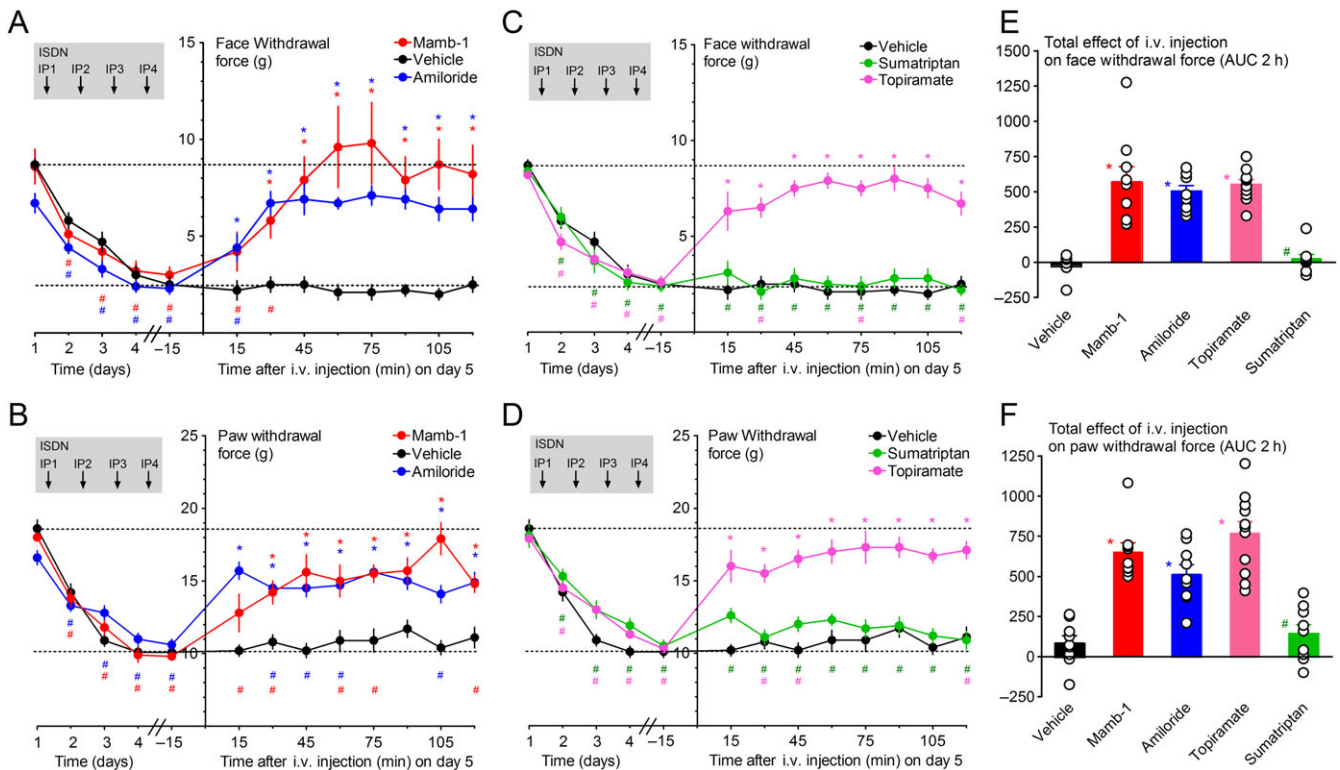 A
ISDN
IP1 IP2 IP3 IP4
Face Withdrawal
force (g)
Mamb-1
Vehicle
Amiloride
15
10
5
* * * * * * * *
* * * * * * *
# # # # # #
# # # # #
1 2 3 4 –15 15 45 75 105
Time (days)
Time after i.v. injection (min) on day 5
C
ISDN
IP1 IP2 IP3 IP4
Face withdrawal
force (g)
Vehicle
Sumatriptan
Topiramate
15
10
5
* * * * * * * *
# # # # # # # # # # # #
# # # # # # #
1 2 3 4 –15 15 45 75 105
Time (days)
Time after i.v. injection (min) on day 5
E
Total effect of i.v. injection
on face withdrawal force (AUC 2 h)
1500
1250
1000
750
500
250
0
–250
* * * #
Vehicle
Mamb-1
Amiloride
Topiramate
Sumatriptan
B
ISDN
IP1 IP2 IP3 IP4
Paw withdrawal
force (g)
Mamb-1
Vehicle
Amiloride
25
20
15
10
* * * * * * *
* * * * * * * *
# # # # # # # #
# # # # # # # #
1 2 3 4 –15 15 45 75 105
Time (days)
Time after i.v. injection (min) on day 5
D
ISDN
IP1 IP2 IP3 IP4
Paw Withdrawal
force (g)
Vehicle
Sumatriptan
Topiramate
25
20
15
10
* * * * * * * *
# # # # # # # # # # # #
# # # # # # #
1 2 3 4 –15 15 45 75 105
Time (days)
Time after i.v. injection (min) on day 5
F
Total effect of i.v. injection
on paw withdrawal force (AUC 2 h)
1250
1000
750
500
250
0
–250
* * * #
Vehicle
Mamb-1
Amiloride
Topiramate
Sumatriptan